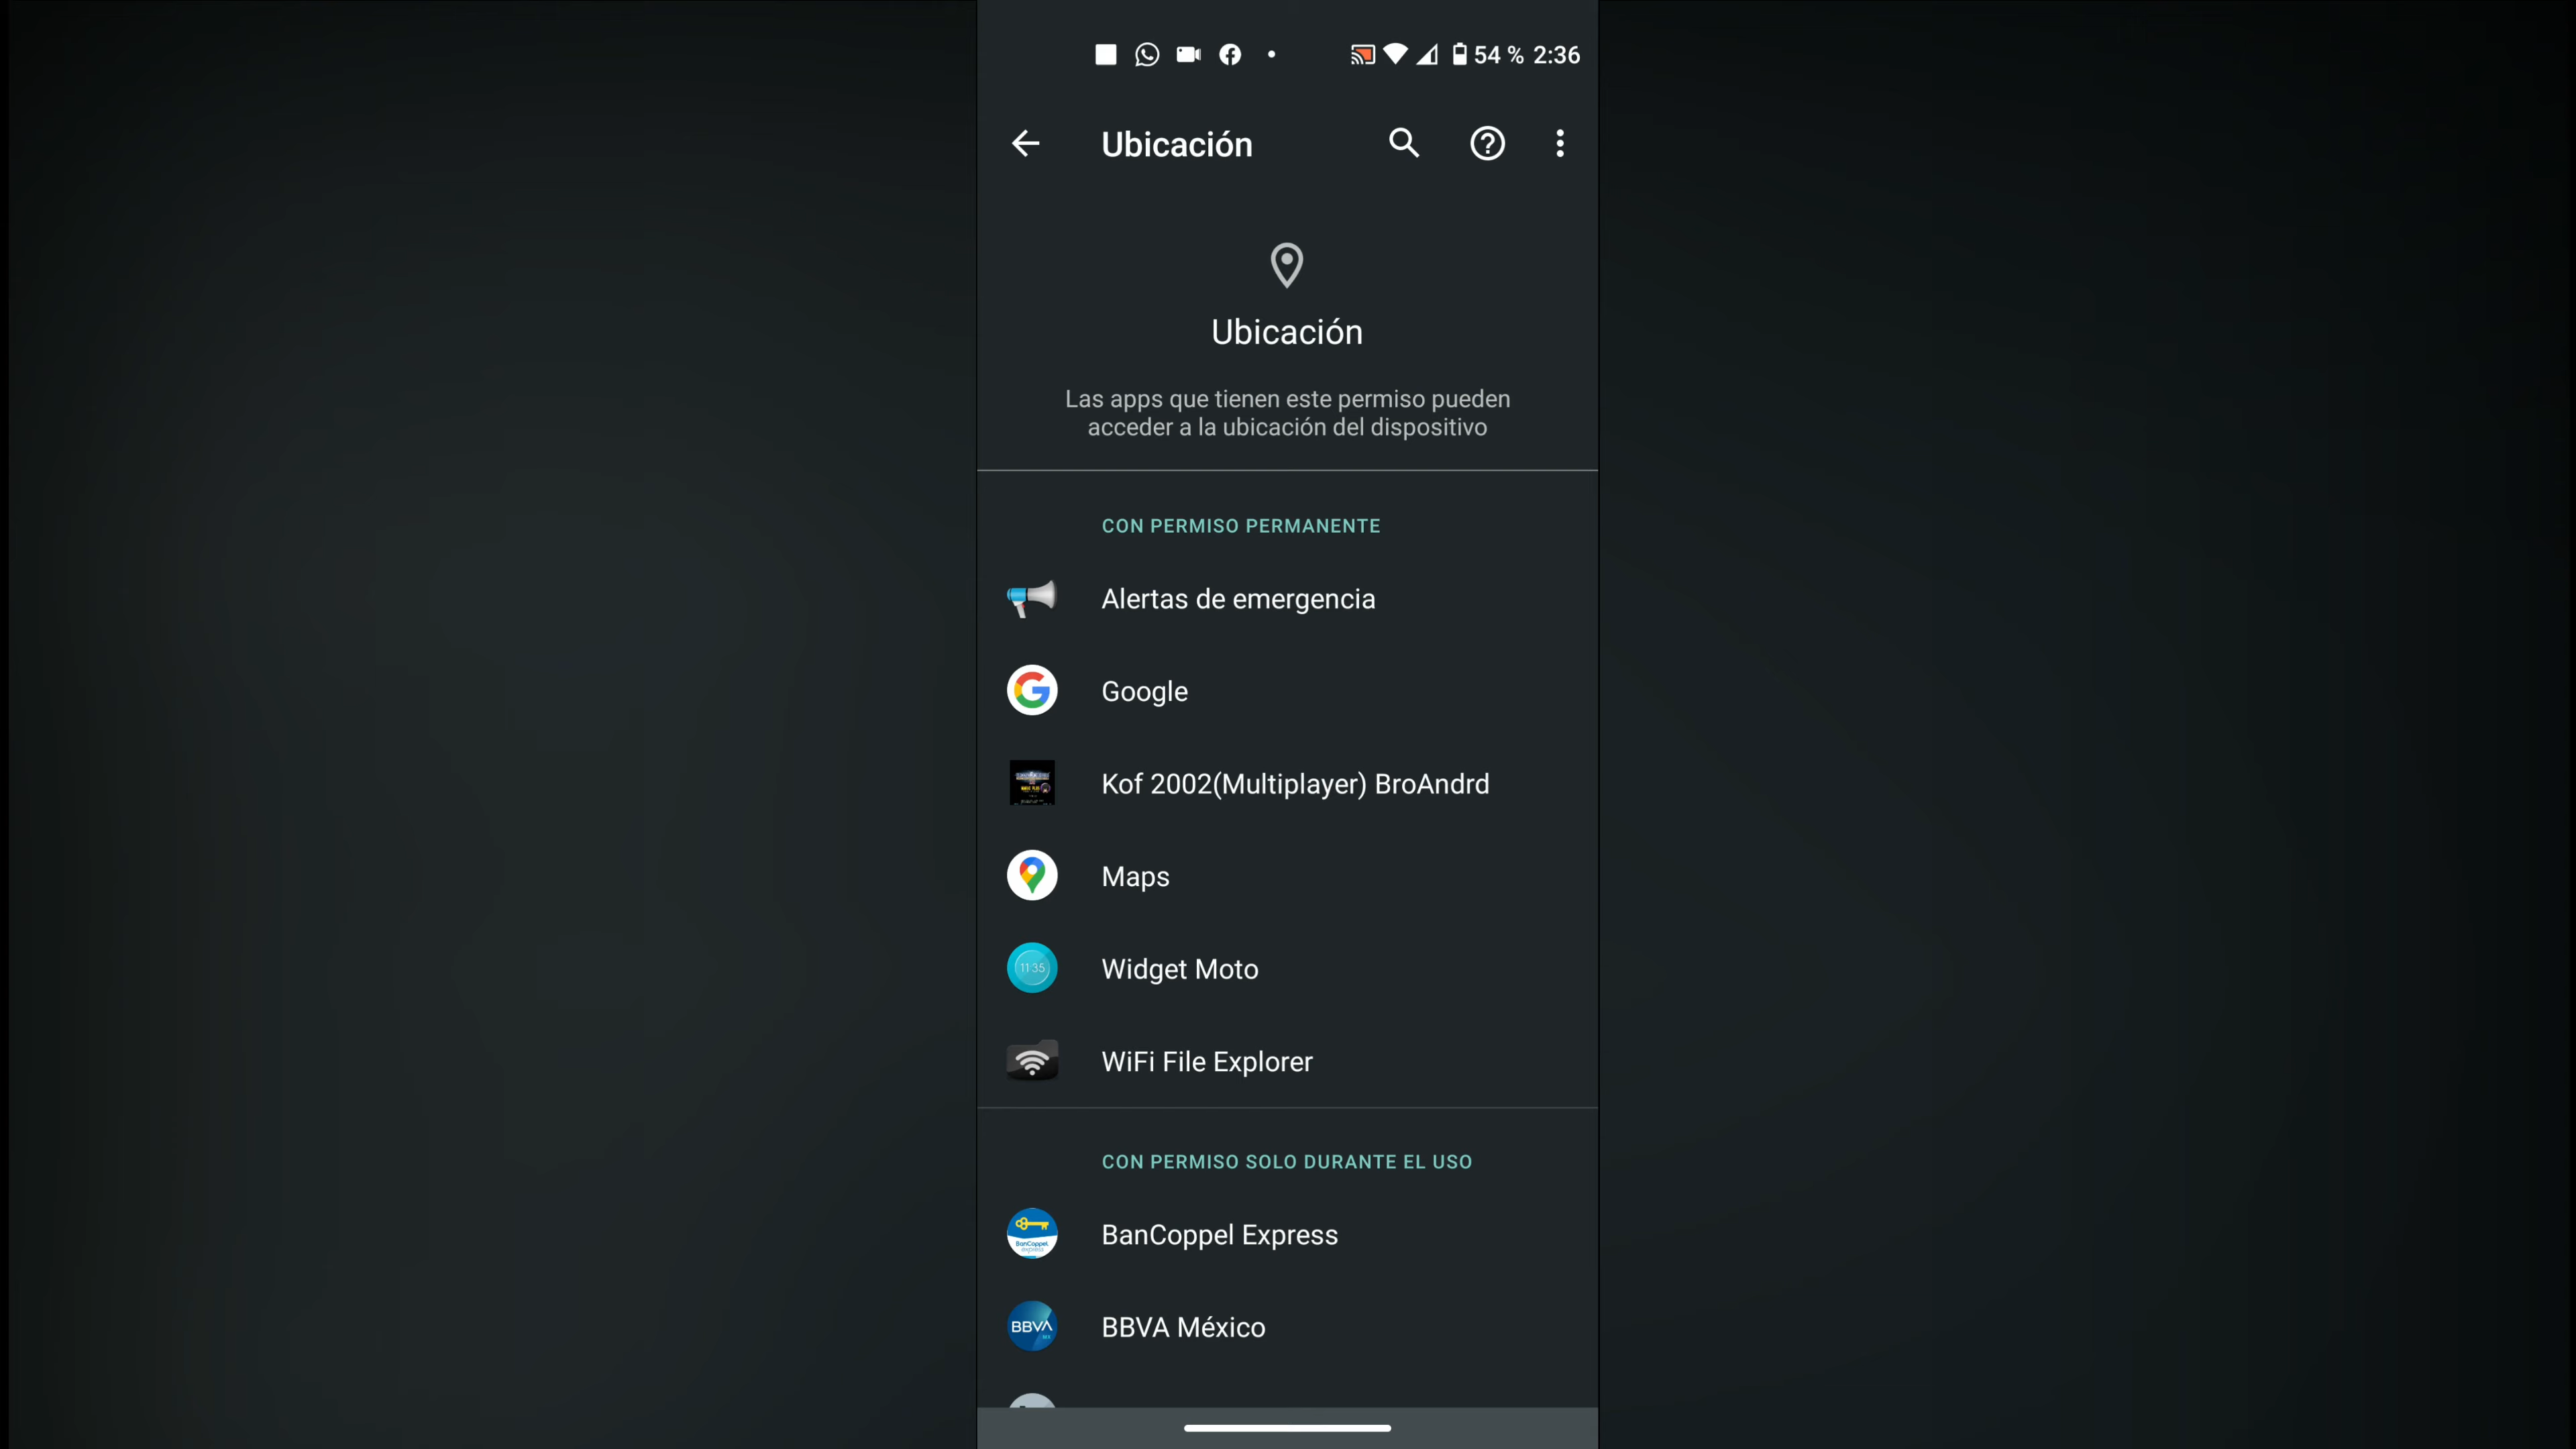 54 % 2:36
Ubicación
Ubicación
Las apps que tienen este permiso pueden
acceder a la ubicación del dispositivo
CON PERMISO PERMANENTE
Alertas de emergencia
Google
Kof 2002(Multiplayer) BroAndrd
Maps
11:35
Widget Moto
WiFi File Explorer
CON PERMISO SOLO DURANTE EL USO
BanCoppel
express
BanCoppel Express
BBVA
BBVA México